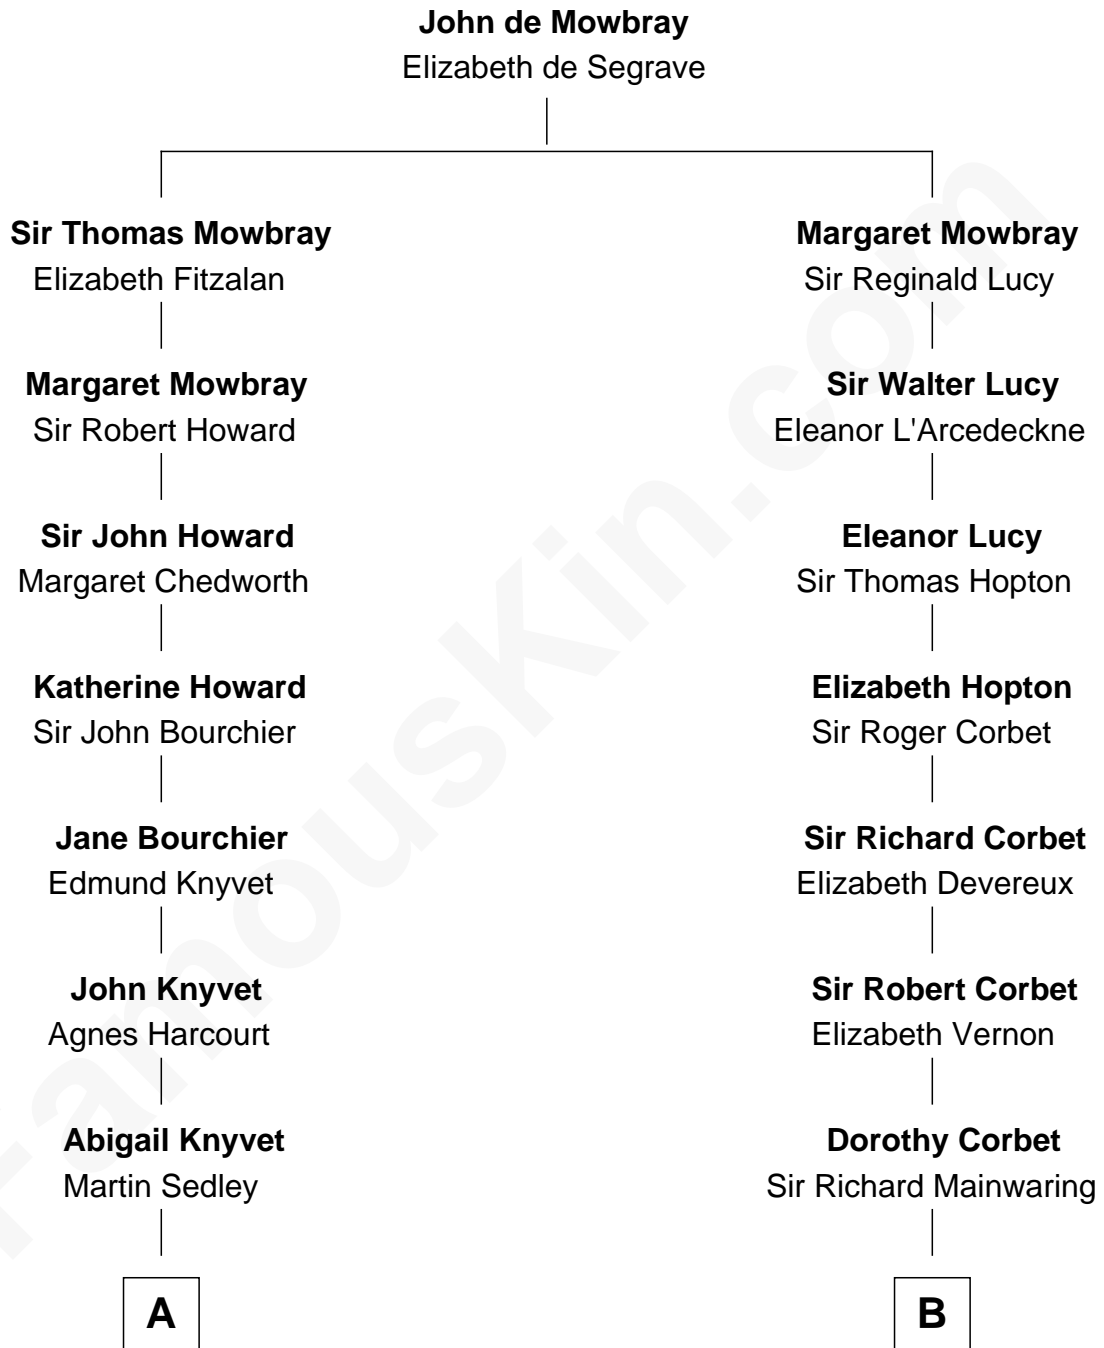 John de Mowbray
Elizabeth de Segrave
Sir Thomas Mowbray
Elizabeth Fitzalan
Margaret Mowbray
Sir Reginald Lucy
Margaret Mowbray
Sir Robert Howard
Sir Walter Lucy
Eleanor L'Arcedeckne
Sir John Howard
Margaret Chedworth
Eleanor Lucy
Sir Thomas Hopton
Katherine Howard
Sir John Bourchier
Elizabeth Hopton
Sir Roger Corbet
Jane Bourchier
Edmund Knyvet
Sir Richard Corbet
Elizabeth Devereux
John Knyvet
Agnes Harcourt
Sir Robert Corbet
Elizabeth Vernon
Abigail Knyvet
Martin Sedley
Dorothy Corbet
Sir Richard Mainwaring
A
B
FamousKin.com